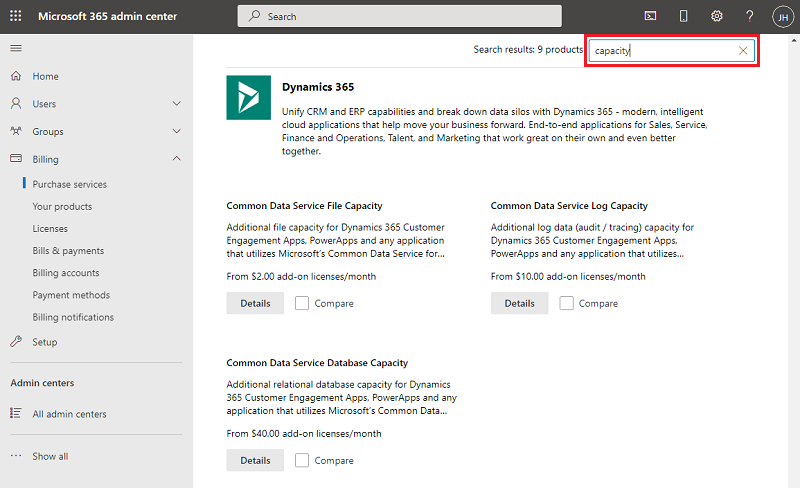 Microsoft 365 admin center
Search
JH
Home
Users
Groups
Billing
Purchase services
Your products
Licenses
Bills & payments
Billing accounts
Payment methods
Billing notifications
Setup
Admin centers
All admin centers
Show all
Search results: 9 products
capacity
Dynamics 365
Unify CRM and ERP capabilities and break down data silos with Dynamics 365 - modern, intelligent
cloud applications that help move your business forward. End-to-end applications for Sales, Service,
Finance and Operations, Talent, and Marketing that work great on their own and even better
together.
Common Data Service File Capacity
Additional file capacity for Dynamics 365 Customer
Engagement Apps, PowerApps and any application
that utilizes Microsoft's Common Data Service for...
From $2.00 add-on licenses/month
Details
Compare
Common Data Service Log Capacity
Additional log data (audit / tracing) capacity for
Dynamics 365 Customer Engagement Apps,
PowerApps and any application that utilizes...
From $10.00 add-on licenses/month
Details
Compare
Common Data Service Database Capacity
Additional relational database capacity for Dynamics
365 Customer Engagement Apps, PowerApps and any
application that utilizes Microsoft's Common Data...
From $40.00 add-on licenses/month
Details
Compare